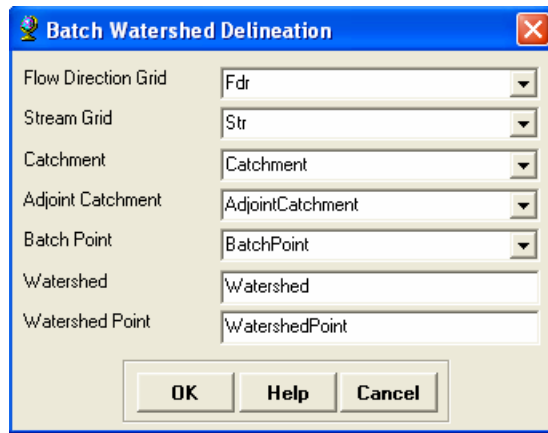 Batch Watershed Delineation
Flow Direction Grid Fdr
Stream Grid Str
Catchment Catchment
Adjoint Catchment AdjointCatchment
Batch Point BatchPoint
Watershed Watershed
Watershed Point WatershedPoint
OK Help Cancel